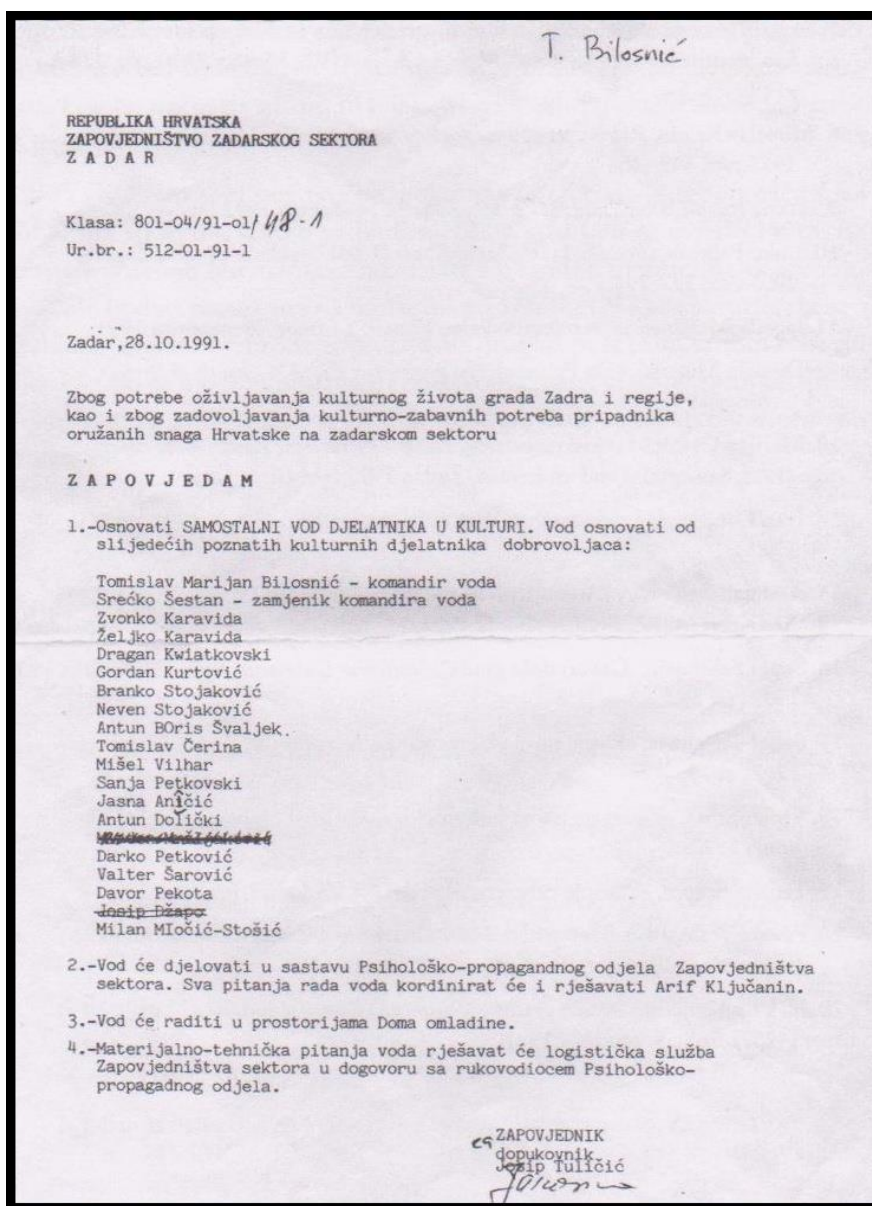 T. Bilosnić
REPUBLIKA HRVATSKA
ZAPOVJEDNIŠTVO ZADARSKOG SEKTORA
Z A D A R
Klasa: 801-04/91-o1/48-1
Ur.br.: 512-01-91-1
Zadar,28.10.1991.
Zbog potrebe oživljavanja kulturnog života grada Zadra i regije,
kao i zbog zadovoljavanja kulturno-zabavnih potreba pripadnika
oružanih snaga Hrvatske na zadarskom sektoru
Z A P O V J E D A M
1.-Osnovati SAMOSTALNI VOD DJELATNIKA U KULTURI. Vod osnovati od
slijedećih poznatih kulturnih djelatnika dobrovoljaca:
Tomislav Marijan Bilosnić - komandir voda
Srećko Šestan - zamjenik komandira voda
Zvonko Karavida
Željko Karavida
Dragan Kwiatkovski
Gordan Kurtović
Branko Stojaković
Neven Stojaković
Antun BOris Švaljek.
Tomislav Čerina
Mišel Vilhar
Sanja Petkovski
Jasna Aničić
Antun Dolički
Darko Petković
Valter Šarović
Davor Pekota
Josip Džapo
Milan MIočić-Stošić
2.-Vod će djelovati u sastavu Psihološko-propagandnog odjela Zapovjedništva
sektora. Sva pitanja rada voda kordinirat će i rješavati Arif Ključanin.
3.-Vod će raditi u prostorijama Doma omladine.
4.-Materijalno-tehnička pitanja voda rješavat će logistička služba
Zapovjedništva sektora u dogovoru sa rukovodiocem Psihološko-
propagadnog odjela.
ZAPOVJEDNIK
dopukovnik
Josip Tuličić